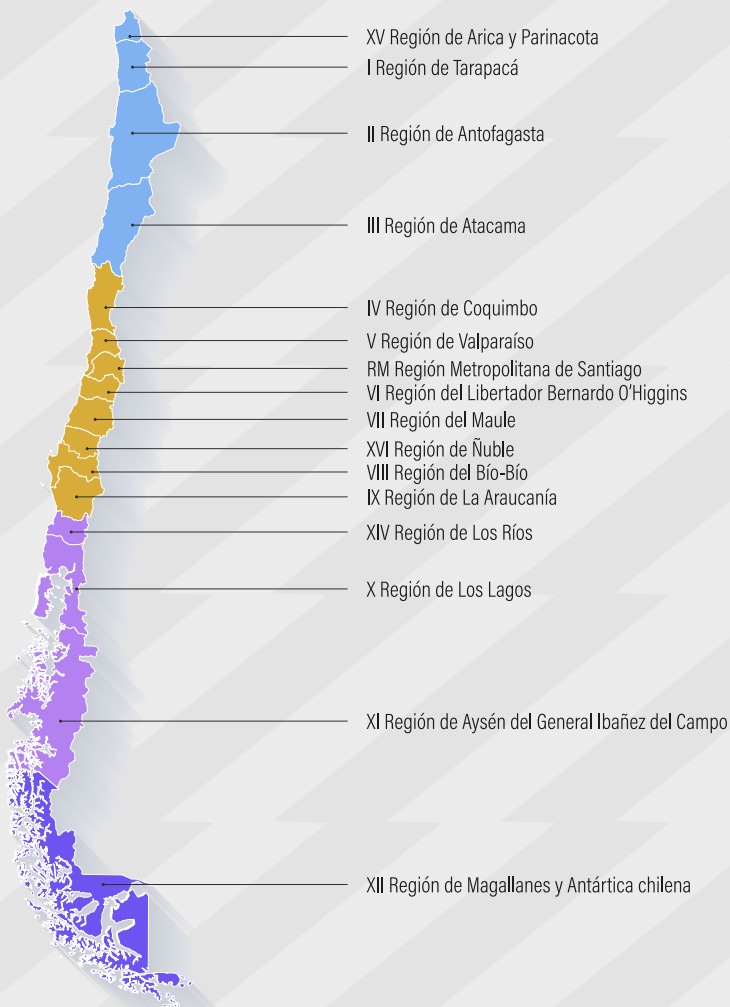 XV Región de Arica y Parinacota
I Región de Tarapacá
II Región de Antofagasta
III Región de Atacama
IV Región de Coquimbo
V Región de Valparaíso
RM Región Metropolitana de Santiago
VI Región del Libertador Bernardo O'Higgins
VII Región del Maule
XVI Región de Ñuble
VIII Región del Bío-Bío
IX Región de La Araucanía
XIV Región de Los Ríos
X Región de Los Lagos
XI Región de Aysén del General Ibañez del Campo
XII Región de Magallanes y Antártica chilena